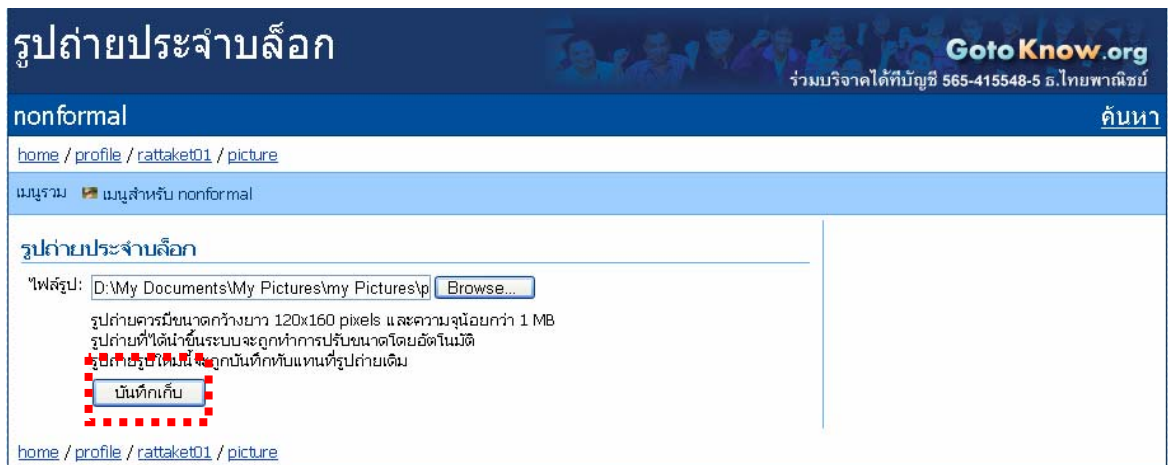 รูปถ่ายประจำบล็อก
GotoKnow.org
ร่วมบริจาคได้ที่บัญชี 565-415548-5 ธ.ไทยพาณิชย์
nonformal ค้นหา
home / profile / rattaket01 / picture
เมนูรวม เมนูสำหรับ nonformal
รูปถ่ายประจำบล็อก
ไฟล์รูป: D:\My Documents\My Pictures\my Pictures\p Browse...
รูปถ่ายควรมีขนาดกว้างยาว 120x160 pixels และความจุน้อยกว่า 1 MB
รูปถ่ายที่ได้นำขึ้นระบบจะถูกทำการปรับขนาดโดยอัตโนมัติ
รูปถ่ายรูปใหม่นี้จะถูกบันทึกทับแทนที่รูปถ่ายเดิม
บันทึกเก็บ
home / profile / rattaket01 / picture